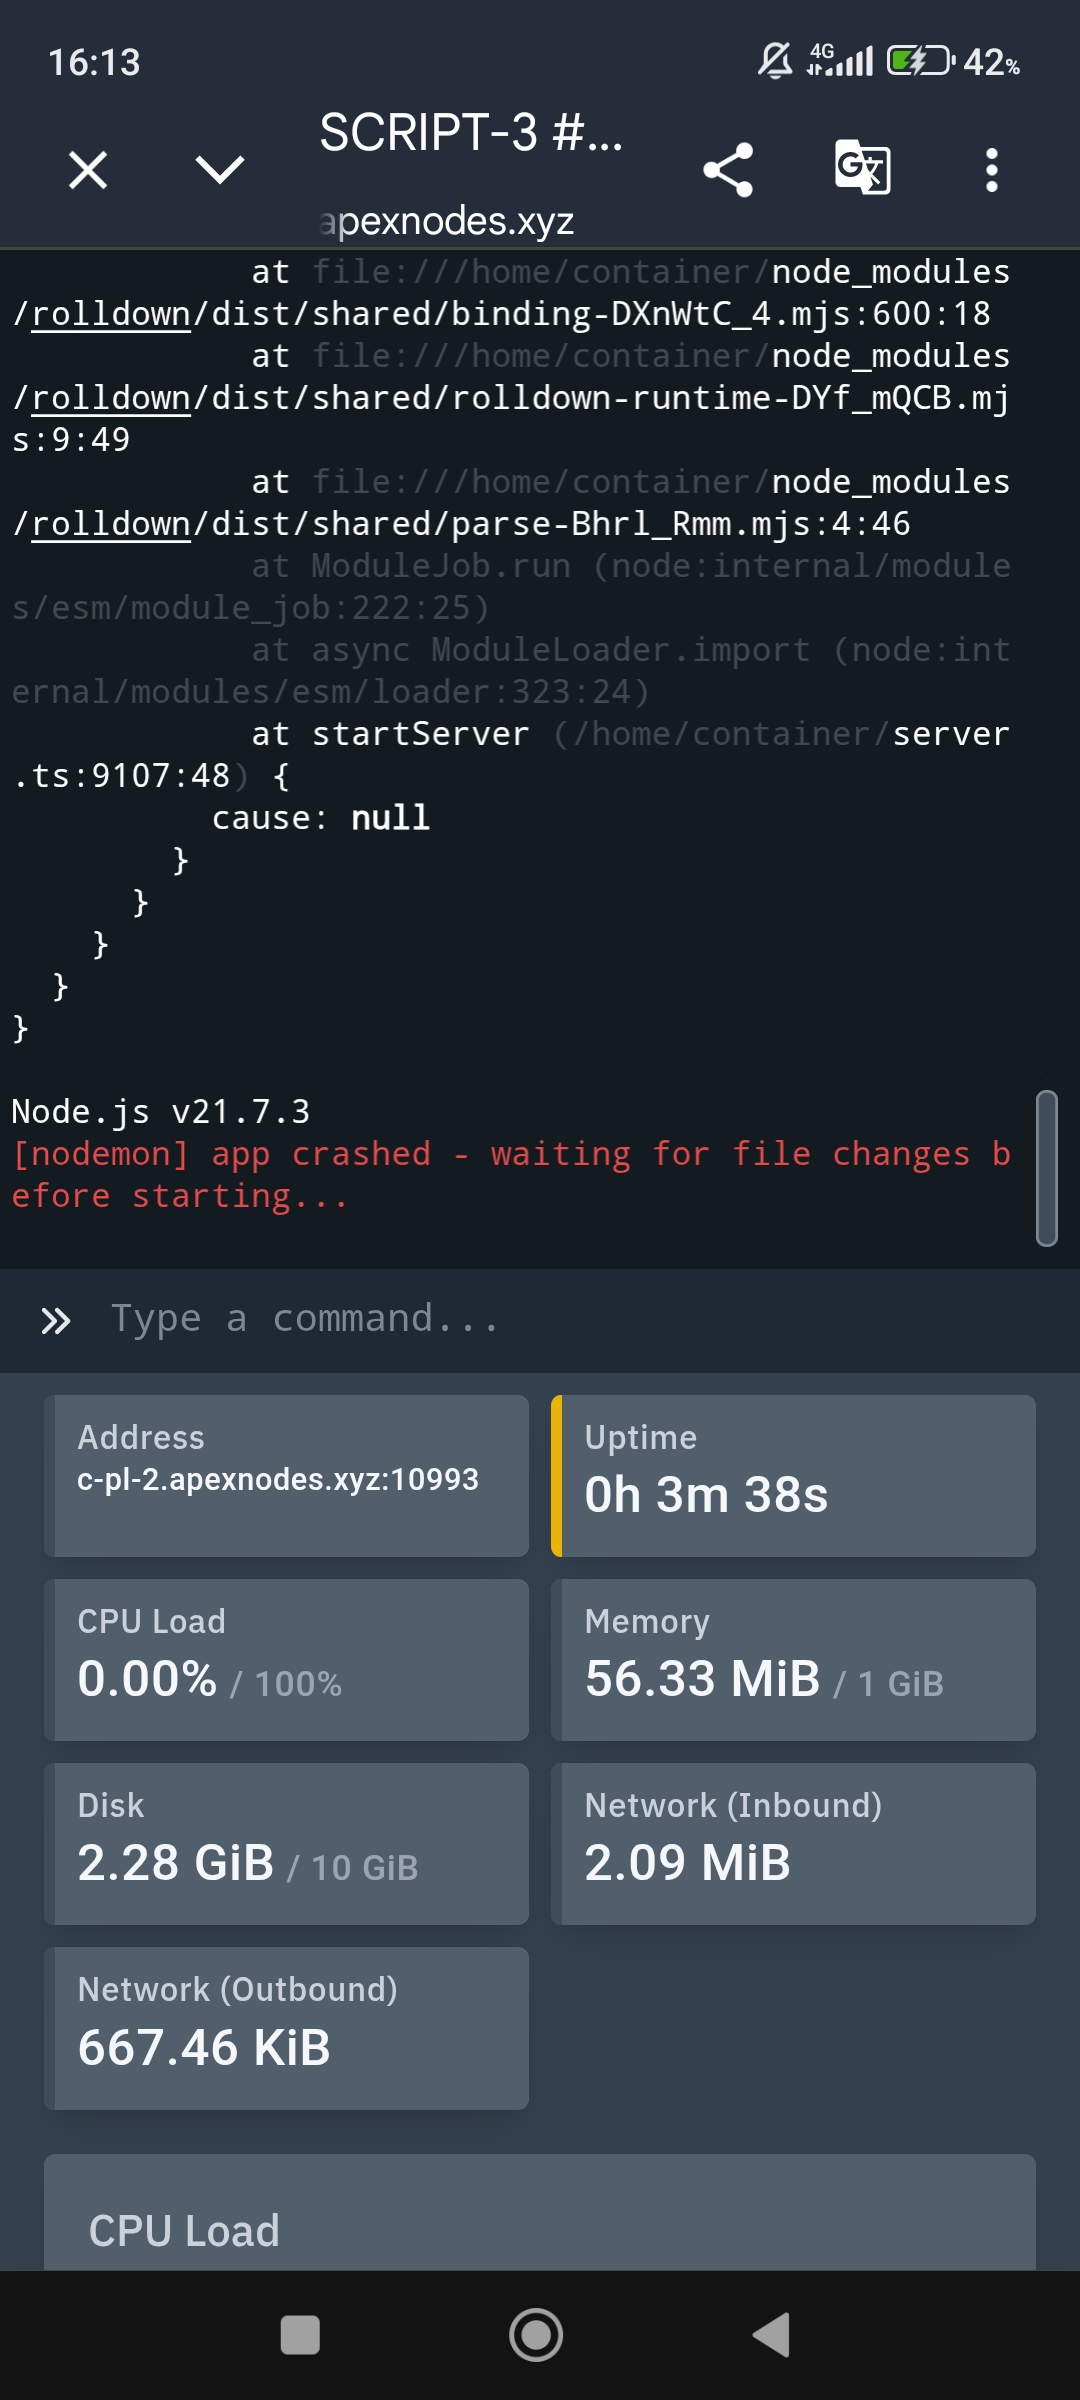 16:13
4G
42%
SCRIPT-3 #...
apexnodes.xyz
at file:///home/container/node_modules
/rolldown/dist/shared/binding-DXnWtC_4.mjs:600:18
at file:///home/container/node_modules
/rolldown/dist/shared/rolldown-runtime-DYf_mQCB.mj
s:9:49
at file:///home/container/node_modules
/rolldown/dist/shared/parse-Bhrl_Rmm.mjs:4:46
at ModuleJob.run (node:internal/module
s/esm/module_job:222:25)
at async ModuleLoader.import (node:int
ernal/modules/esm/loader:323:24)
at startServer (/home/container/server
.ts:9107:48) {
cause: null
}
}
}
}
}
Node.js v21.7.3
[nodemon] app crashed - waiting for file changes b
efore starting...
Type a command...
Address
c-pl-2.apexnodes.xyz:10993
Uptime
0h 3m 38s
CPU Load
0.00% / 100%
Memory
56.33 MiB / 1 GiB
Disk
2.28 GiB / 10 GiB
Network (Inbound)
2.09 MiB
Network (Outbound)
667.46 KiB
CPU Load